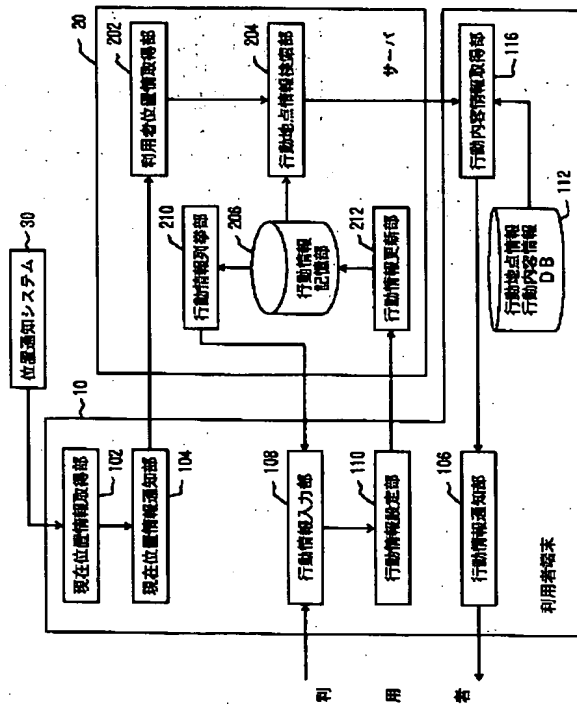 位置通知システム
30
10
20
現在位置情報取得部
102
現在位置情報通知部
104
利用者位置情報取得部
202
行動地点情報検索部
204
サーバ
行動情報列挙部
210
行動情報
記憶部
206
行動情報更新部
212
行動情報入力部
108
行動情報設定部
110
行動情報通知部
106
行動内容情報取得部
116
行動地点情報
行動内容情報
DB
112
利用者端末
利用者